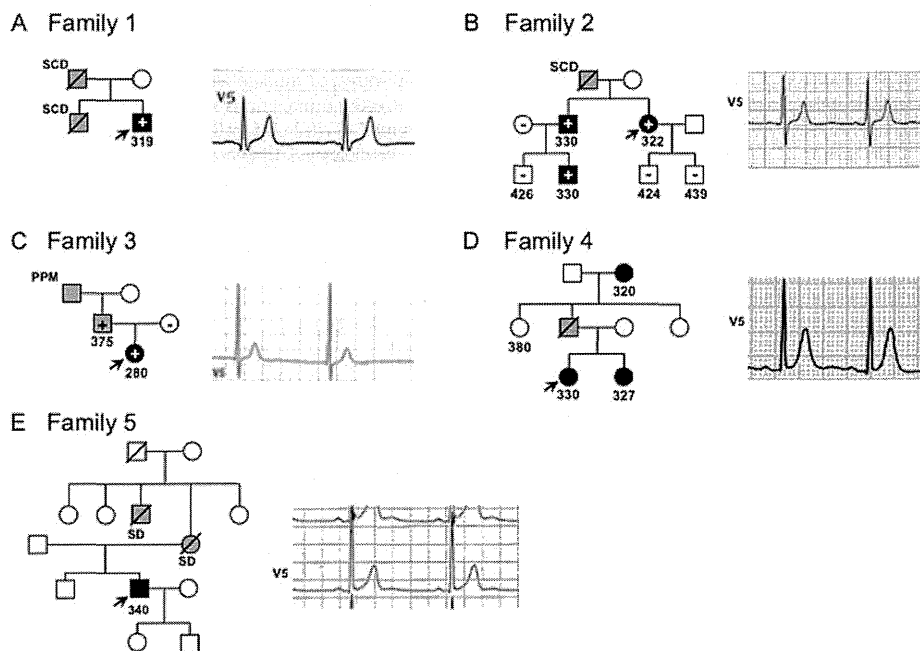 A Family 1
SCD
SCD
+
319
V5
B Family 2
SCD
-
+
+
330
322
-
+
-
-
426
330
424
439
V5
C Family 3
PPM
+
-
375
+
280
V5
D Family 4
320
380
330
327
V5
E Family 5
SD
SD
340
V5